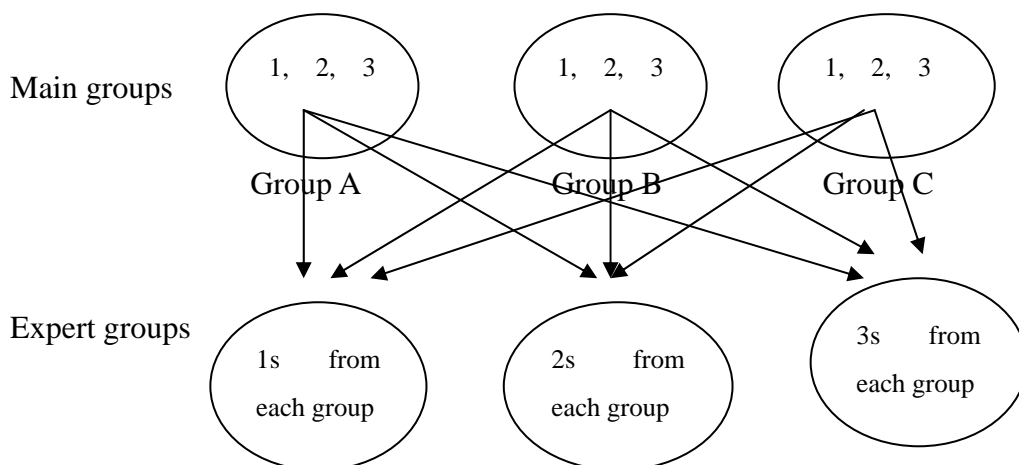 Main groups
1, 2, 3
1, 2, 3
1, 2, 3
Group A
Group B
Group C
Expert groups
1s from
each group
2s from
each group
3s from
each group